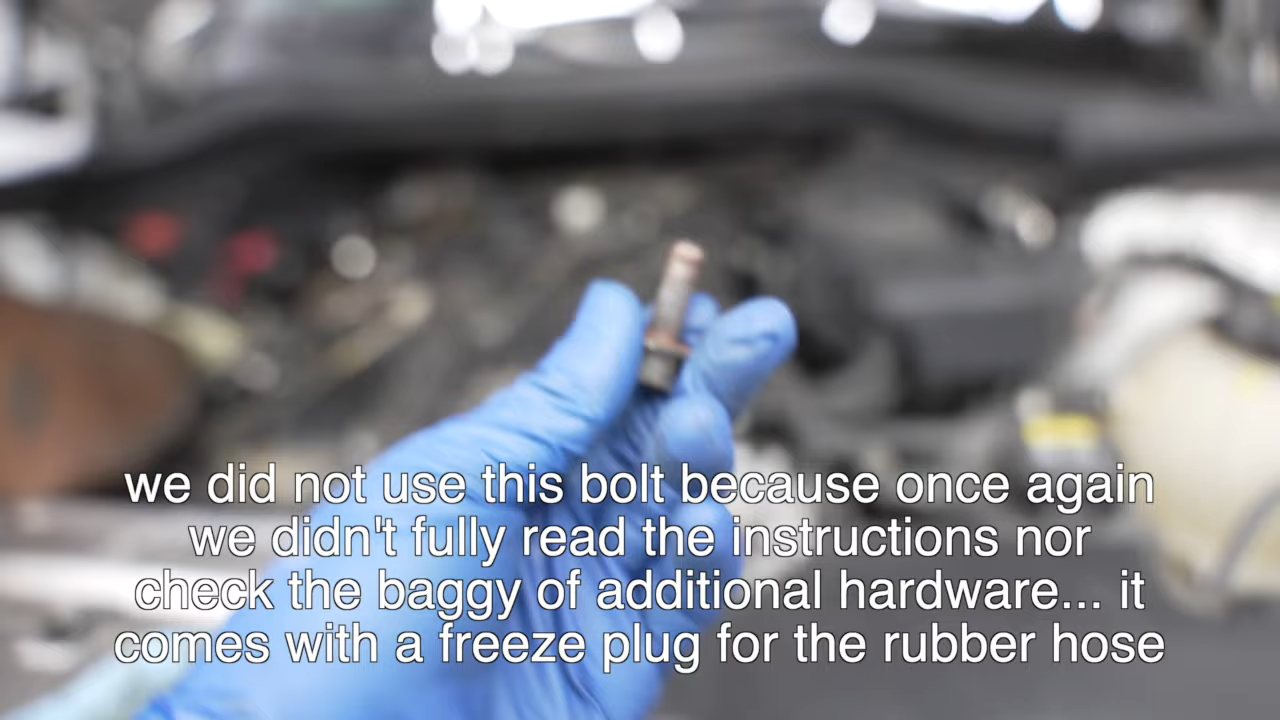 we did not use this bolt because once again
we didn't fully read the instructions nor
check the baggy of additional hardware... it
comes with a freeze plug for the rubber hose